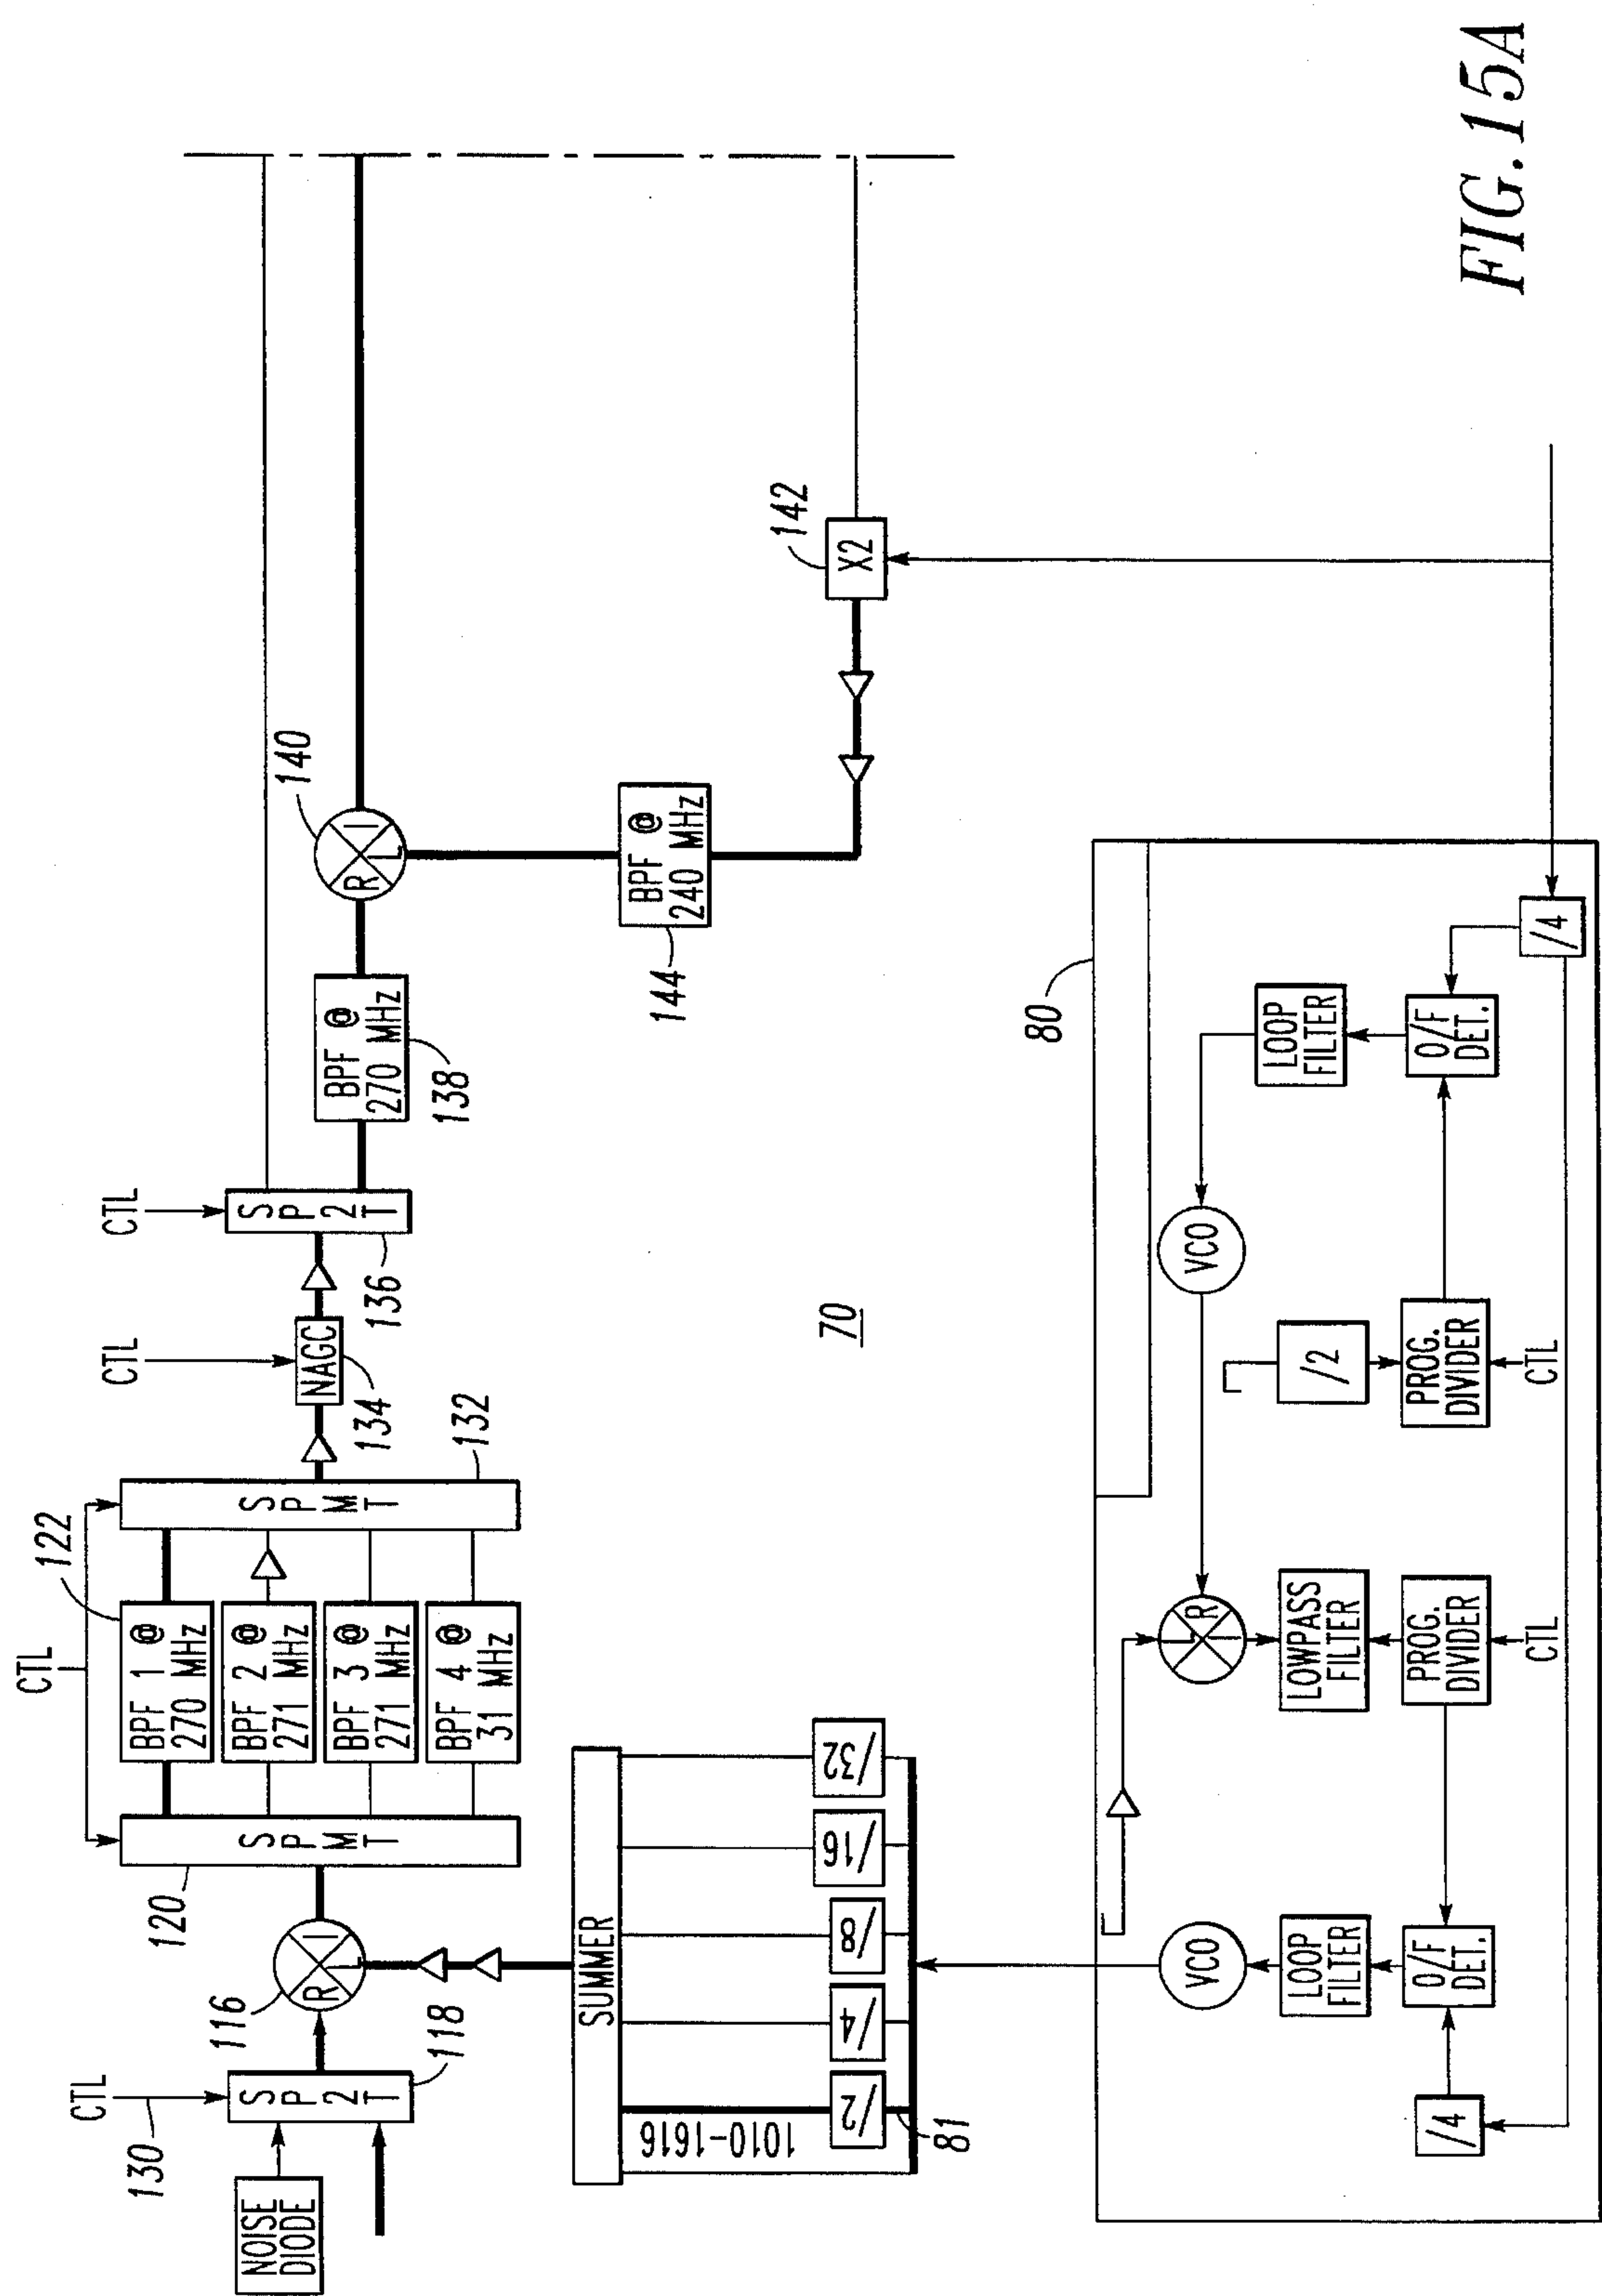 CTL
130
NOISE
DIODE
S
P
2
T
118
116
R
L
I
120
S
P
M
T
CTL
BPF 1 @
270 MHz
122
BPF 2 @
271 MHz
BPF 3 @
271 MHz
BPF 4 @
31 MHz
S
P
M
T
132
CTL
NAGC
134
CTL
S
P
2
T
136
BPF @
270 MHz
138
140
R
L
I
BPF @
240 MHz
144
X2
142
SUMMER
1010-1616
/2
/4
/8
/16
/32
81
70
80
VCO
LOOP
FILTER
O/F
DET.
/4
L
R
I
LOWPASS
FILTER
PROG.
DIVIDER
CTL
VCO
/2
PROG.
DIVIDER
CTL
LOOP
FILTER
O/F
DET.
/4
FIG.15A